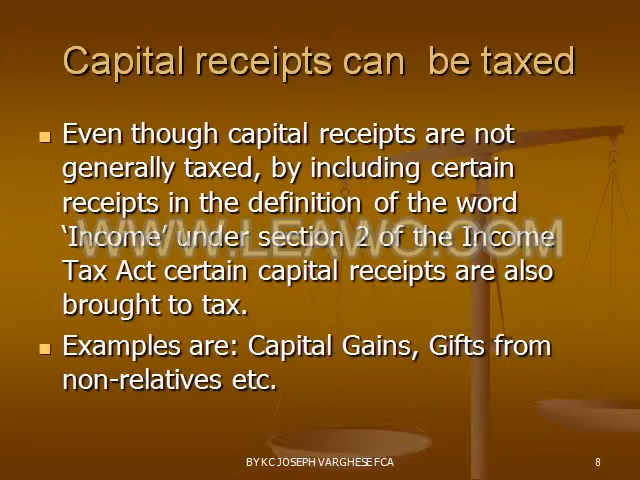 Capital receipts can be taxed
Even though capital receipts are not
generally taxed, by including certain
receipts in the definition of the word
‘Income’ under section 2 of the Income
Tax Act certain capital receipts are also
brought to tax.
Examples are: Capital Gains, Gifts from
non-relatives etc.
WWW.LEAWO.COM
BY KC JOSEPH VARGHESE FCA
8